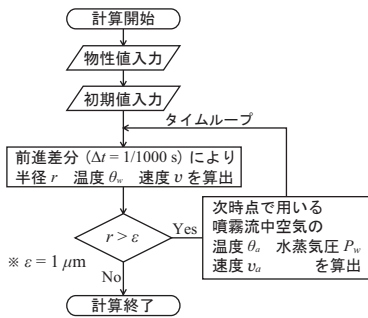 計算開始
物性値入力
初期値入力
タイムループ
前進差分 (Δt = 1/1000 s) により
半径 r 温度 θw 速度 υ を算出
r > ε
Yes
次時点で用いる
噴霧流中空気の
温度 θa 水蒸気圧 Pw
速度 υa を算出
※ ε = 1 μm
No
計算終了